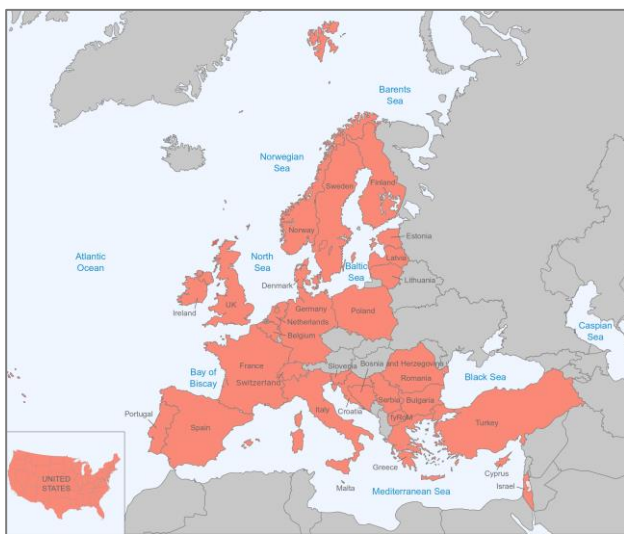 Barents
Sea
Norwegian
Sea
Sweden
Finland
Norway
Atlantic
Ocean
North
Sea
Baltic
Sea
Estonia
Latvia
Lithuania
Denmark
Ireland
UK
Germany
Poland
Netherlands
Belgium
Caspian
Sea
Bay of
Biscay
France
Switzerland
Slovenia
Bosnia and Herzegovina
Romania
Black Sea
Serbia
Bulgaria
Croatia
Italy
fyRoM
Portugal
Spain
Turkey
Greece
Cyprus
Israel
Malta
Mediterranean Sea
UNITED
STATES